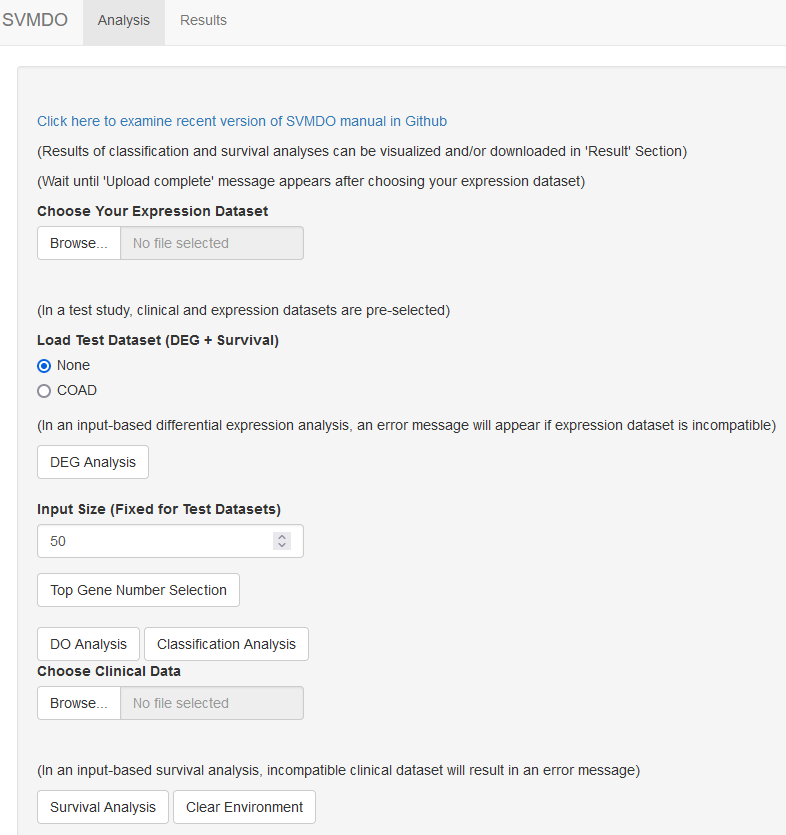 SVMDO Analysis Results
Click here to examine recent version of SVMDO manual in Github
(Results of classification and survival analyses can be visualized and/or downloaded in 'Result' Section)
(Wait until 'Upload complete' message appears after choosing your expression dataset)
Choose Your Expression Dataset
Browse... No file selected
(In a test study, clinical and expression datasets are pre-selected)
Load Test Dataset (DEG + Survival)
None
COAD
(In an input-based differential expression analysis, an error message will appear if expression dataset is incompatible)
DEG Analysis
Input Size (Fixed for Test Datasets)
50
Top Gene Number Selection
DO Analysis Classification Analysis
Choose Clinical Data
Browse... No file selected
(In an input-based survival analysis, incompatible clinical dataset will result in an error message)
Survival Analysis Clear Environment